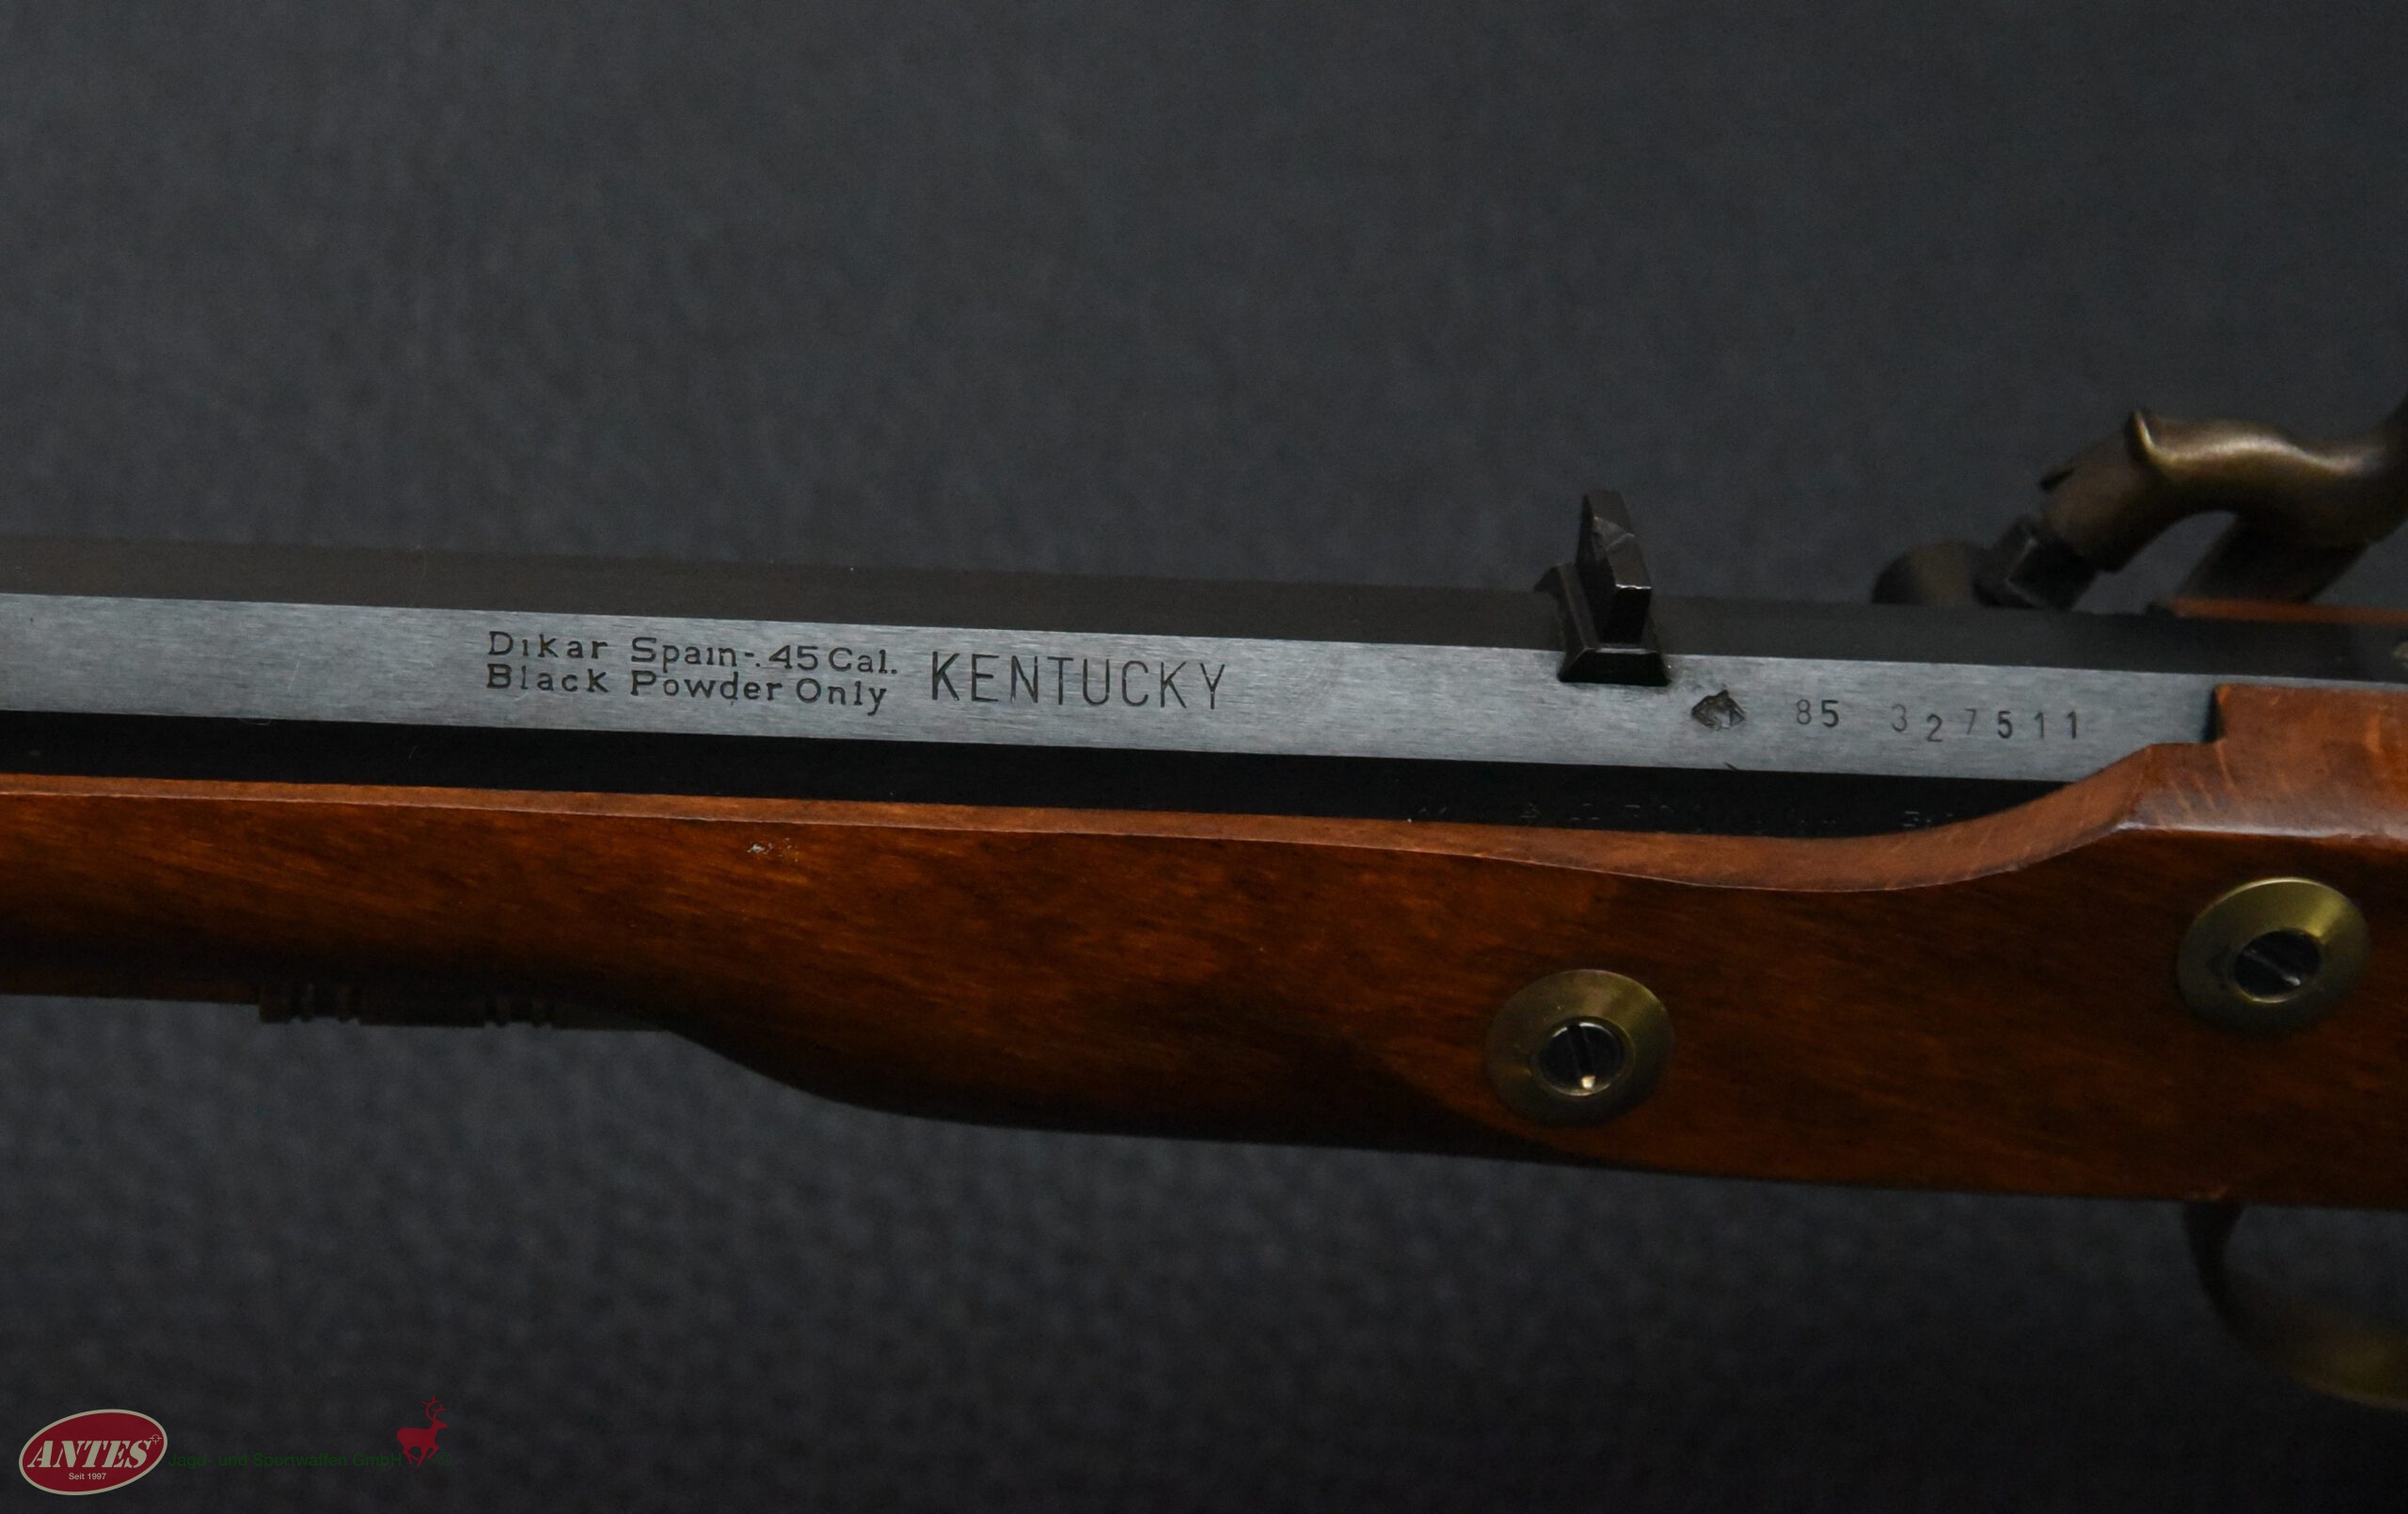 Dikar Spain-.45 Cal.
Black Powder Only
KENTUCKY
85 327511
ANTES
Seit 1997
Jagd- und Sportwaffen GmbH